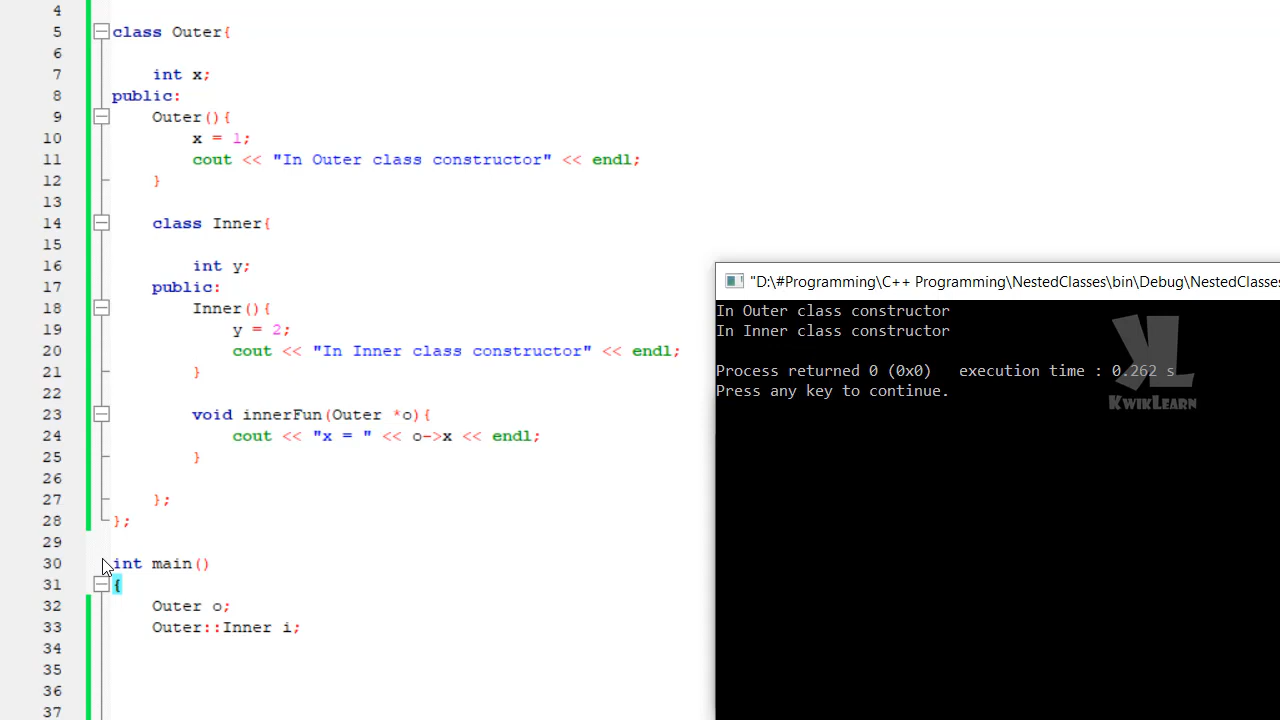 4
5 class Outer{
6
7 int x;
8 public:
9 Outer(){
10 x = 1;
11 cout << "In Outer class constructor" << endl;
12 }
13
14 class Inner{
15
16 int y;
17 public:
18 Inner(){
19 y = 2;
20 cout << "In Inner class constructor" << endl;
21 }
22
23 void innerFun(Outer *o){
24 cout << "x = " << o->x << endl;
25 }
26
27 };
28 };
29
30 int main()
31 {
32 Outer o;
33 Outer::Inner i;
34
35
36
37
"D:\#Programming\C++ Programming\NestedClasses\bin\Debug\NestedClasses
In Outer class constructor
In Inner class constructor
Process returned 0 (0x0) execution time : 0.262 s
Press any key to continue.
KWIKLEARN